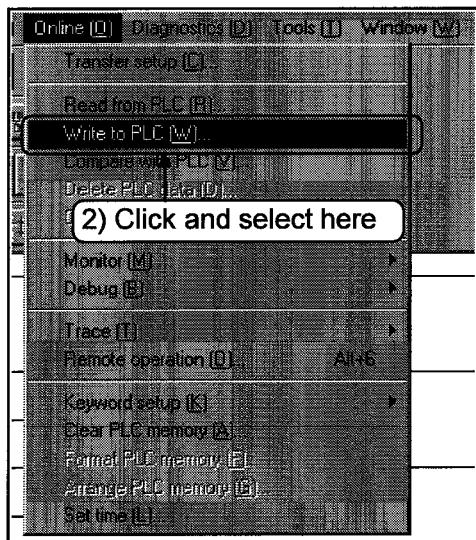 Online [O] Diagnostics [D] Tools [T] Window [W]
Transfer setup [C]...
Read from PLC [R]...
Write to PLC [W]...
Compare with PLC [V]...
Delete PLC data [D]...
2) Click and select here
Monitor [M]
Debug [B]
Trace [T]
Remote operation [O]... Alt+6
Keyword setup [K]
Clear PLC memory [A]
Format PLC memory [F]...
Arrange PLC memory [G]...
Set time [L]...